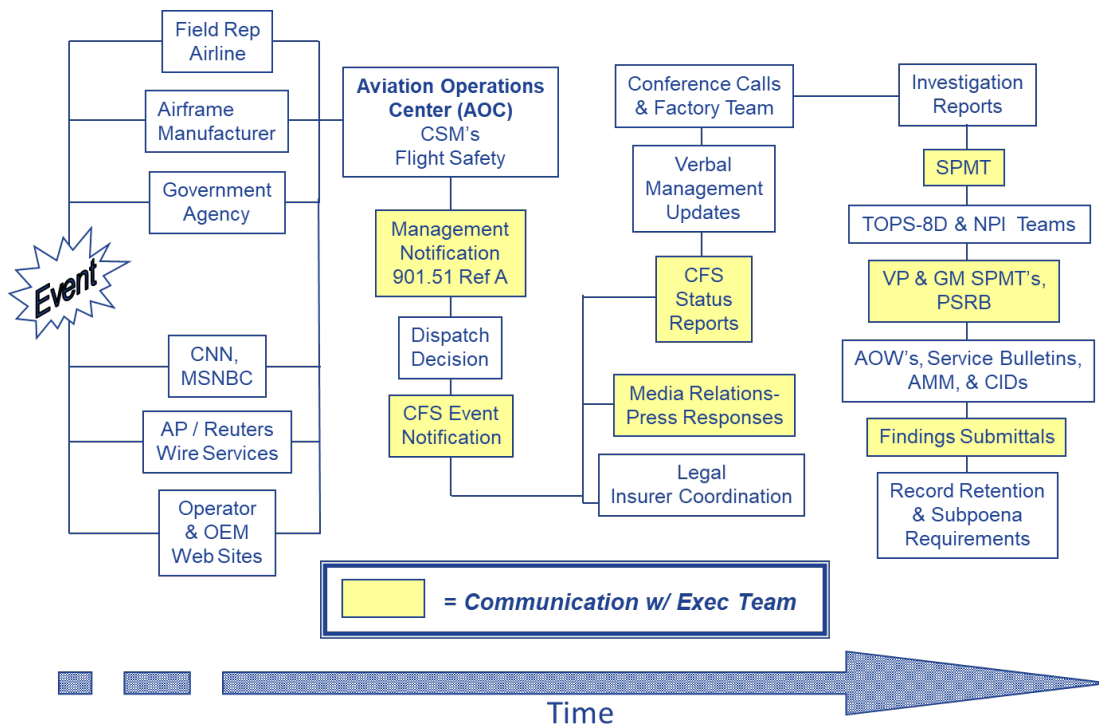 Field Rep
Airline
Airframe
Manufacturer
Government
Agency
Event
CNN,
MSNBC
AP / Reuters
Wire Services
Operator
& OEM
Web Sites
Aviation Operations
Center (AOC)
CSM's
Flight Safety
Management
Notification
901.51 Ref A
Dispatch
Decision
CFS Event
Notification
Conference Calls
& Factory Team
Verbal
Management
Updates
CFS
Status
Reports
Media Relations-
Press Responses
Legal
Insurer Coordination
Investigation
Reports
SPMT
TOPS-8D & NPI Teams
VP & GM SPMT's,
PSRB
AOW's, Service Bulletins,
AMM, & CIDs
Findings Submittals
Record Retention
& Subpoena
Requirements
= Communication w/ Exec Team
Time